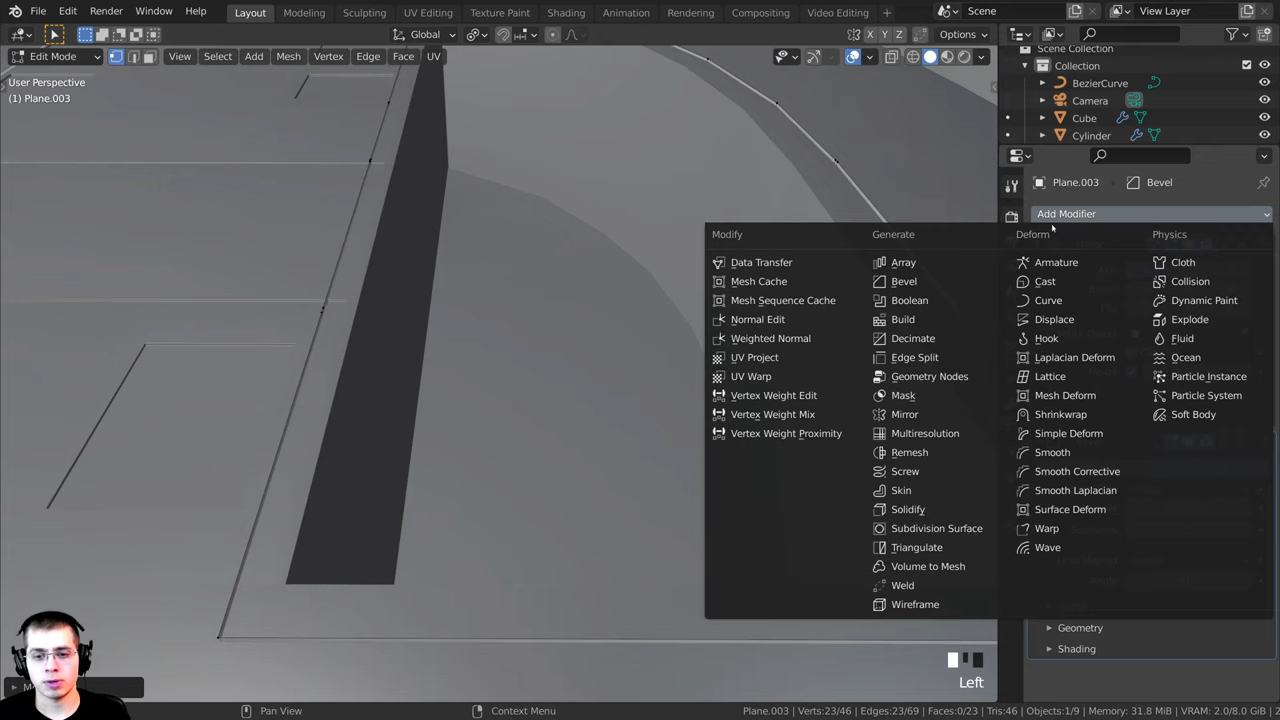 File Edit Render Window Help
Layout Modeling Sculpting UV Editing Texture Paint Shading Animation Rendering Compositing Video Editing +
Scene
View Layer
Edit Mode
Global
X Y Z
Options
View Select Add Mesh Vertex Edge Face UV
User Perspective
(1) Plane.003
Scene Collection
Collection
BezierCurve
Camera
Cube
Cylinder
Plane.003
Bevel
Add Modifier
Modify
Data Transfer
Mesh Cache
Mesh Sequence Cache
Normal Edit
Weighted Normal
UV Project
UV Warp
Vertex Weight Edit
Vertex Weight Mix
Vertex Weight Proximity
Generate
Array
Bevel
Boolean
Build
Decimate
Edge Split
Geometry Nodes
Mask
Mirror
Multiresolution
Remesh
Screw
Skin
Solidify
Subdivision Surface
Triangulate
Volume to Mesh
Weld
Wireframe
Deform
Armature
Cast
Curve
Displace
Hook
Laplacian Deform
Lattice
Mesh Deform
Shrinkwrap
Simple Deform
Smooth
Smooth Corrective
Smooth Laplacian
Surface Deform
Warp
Wave
Physics
Cloth
Collision
Dynamic Paint
Explode
Fluid
Ocean
Particle Instance
Particle System
Soft Body
Geometry
Shading
Left
Pan View
Context Menu
Plane.003 | Verts:23/46 | Edges:23/69 | Faces:0/23 | Tris:46 | Objects:1/9 | Memory: 31.8 MiB | VRAM: 2.0/8.0 GiB | 2